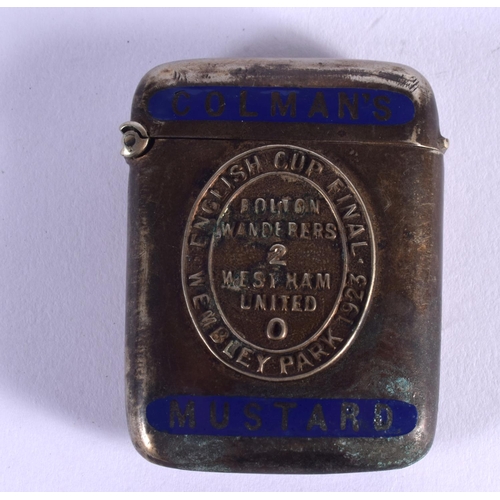 COLMAN'S
ENGLISH CUP FINAL
BOLTON
WANDERERS
2
WEST HAM
UNITED
0
WEMBLEY PARK 1923
MUSTARD